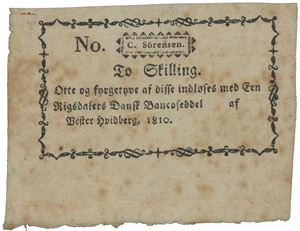 No. C. Sörensen.
To Skilling.
Otte og fyrgetyve af disse indløses med Een
Rigsdalers Dansk Bancoseddel af
Vester Hvidberg, 1810.